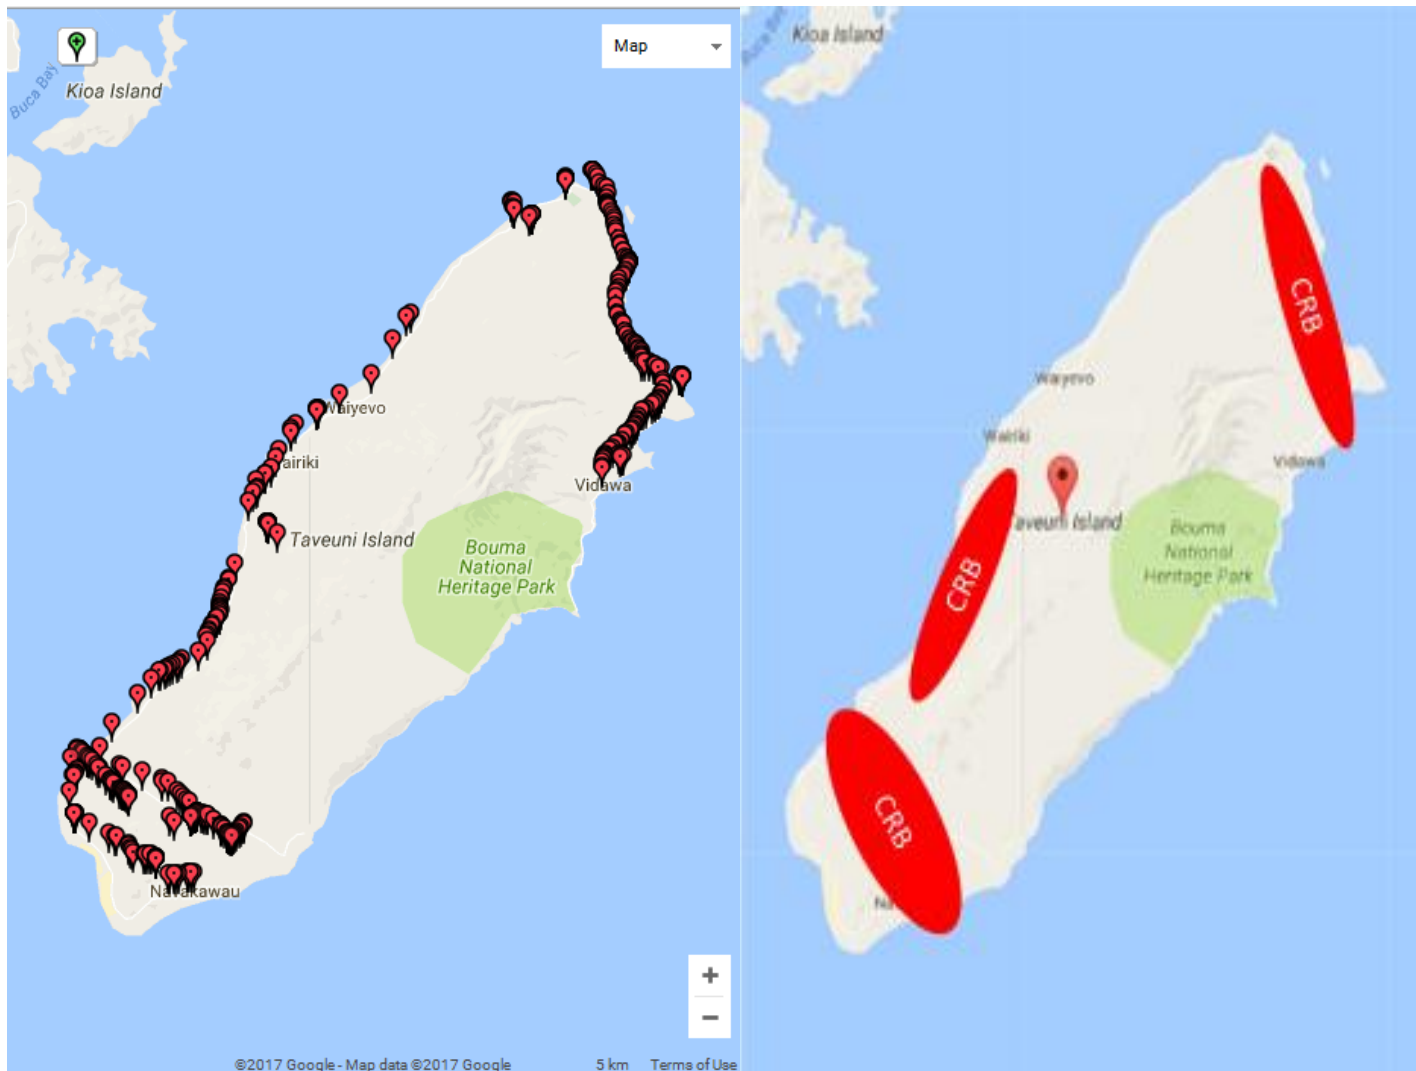 Buca Bay
Kioa Island
Map
Waiyevo
airiki
Vidawa
Taveuni Island
Bouma
National
Heritage Park
Navakawau
+
−
©2017 Google - Map data ©2017 Google
5 km
Terms of Use
Kioa Island
CRB
Waiyevo
Wairiki
Vidawa
aveuni Island
Bouma
National
Heritage Park
CRB
CRB
Na